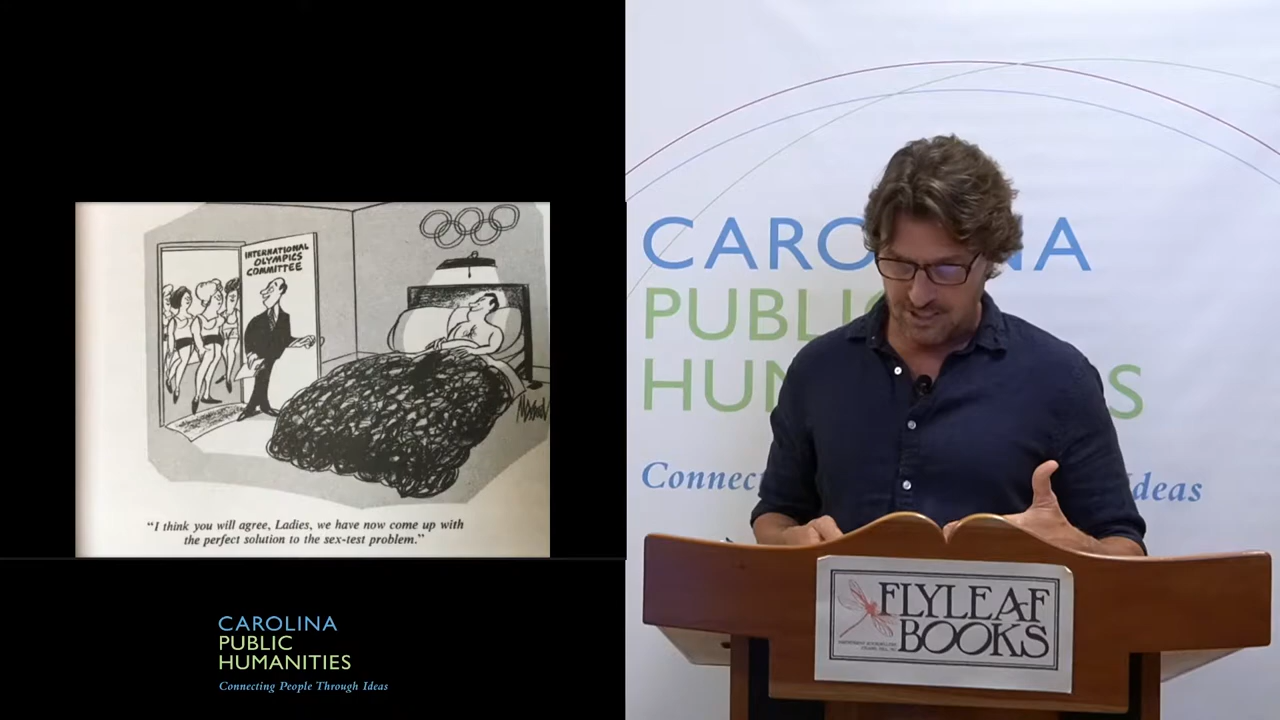 INTERNATIONAL
OLYMPICS
COMMITTEE
"I think you will agree, Ladies, we have now come up with
the perfect solution to the sex-test problem."
CAROLINA
PUBLIC
HUMANITIES
Connecting People Through Ideas
CARO NA
PUBLI
HUM S
Connect deas
FLYLEAF
BOOKS